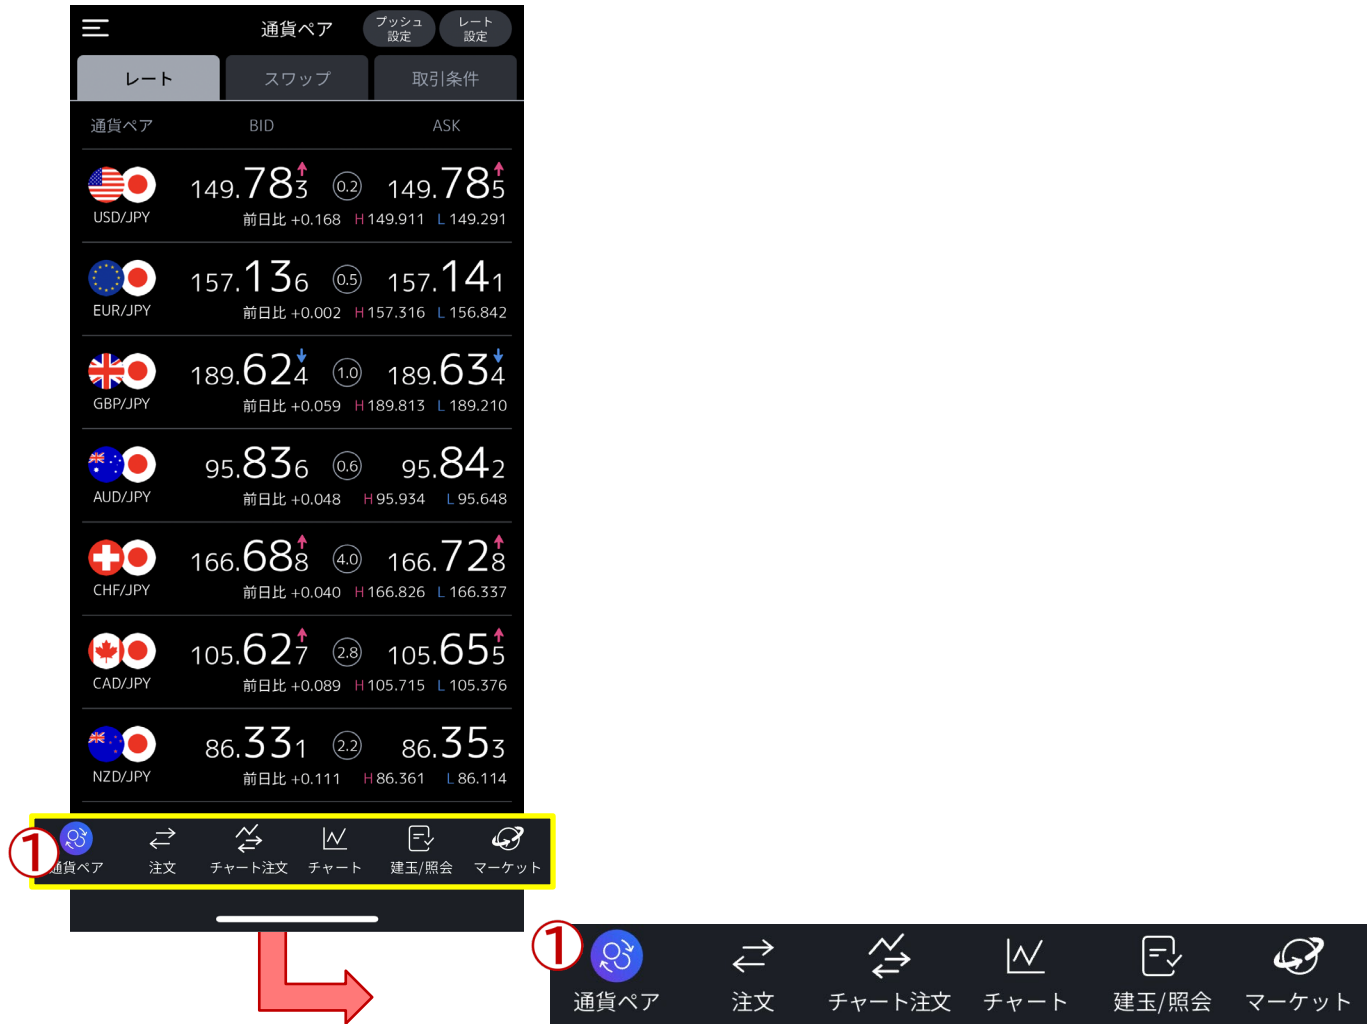 通貨ペア
プッシュ
設定
レート
設定
レート スワップ 取引条件
通貨ペア BID ASK
149.783 0.2 149.785
USD/JPY 前日比 +0.168 H149.911 L 149.291
157.136 0.5 157.141
EUR/JPY 前日比 +0.002 H157.316 L 156.842
189.624 1.0 189.634
GBP/JPY 前日比 +0.059 H189.813 L 189.210
95.836 0.6 95.842
AUD/JPY 前日比 +0.048 H95.934 L95.648
166.688 4.0 166.728
CHF/JPY 前日比 +0.040 H166.826 L 166.337
105.627 2.8 105.655
CAD/JPY 前日比 +0.089 H105.715 L 105.376
86.331 2.2 86.353
NZD/JPY 前日比 +0.111 H86.361 L86.114
①
通貨ペア 注文 チャート注文 チャート 建玉/照会 マーケット
①
通貨ペア 注文 チャート注文 チャート 建玉/照会 マーケット